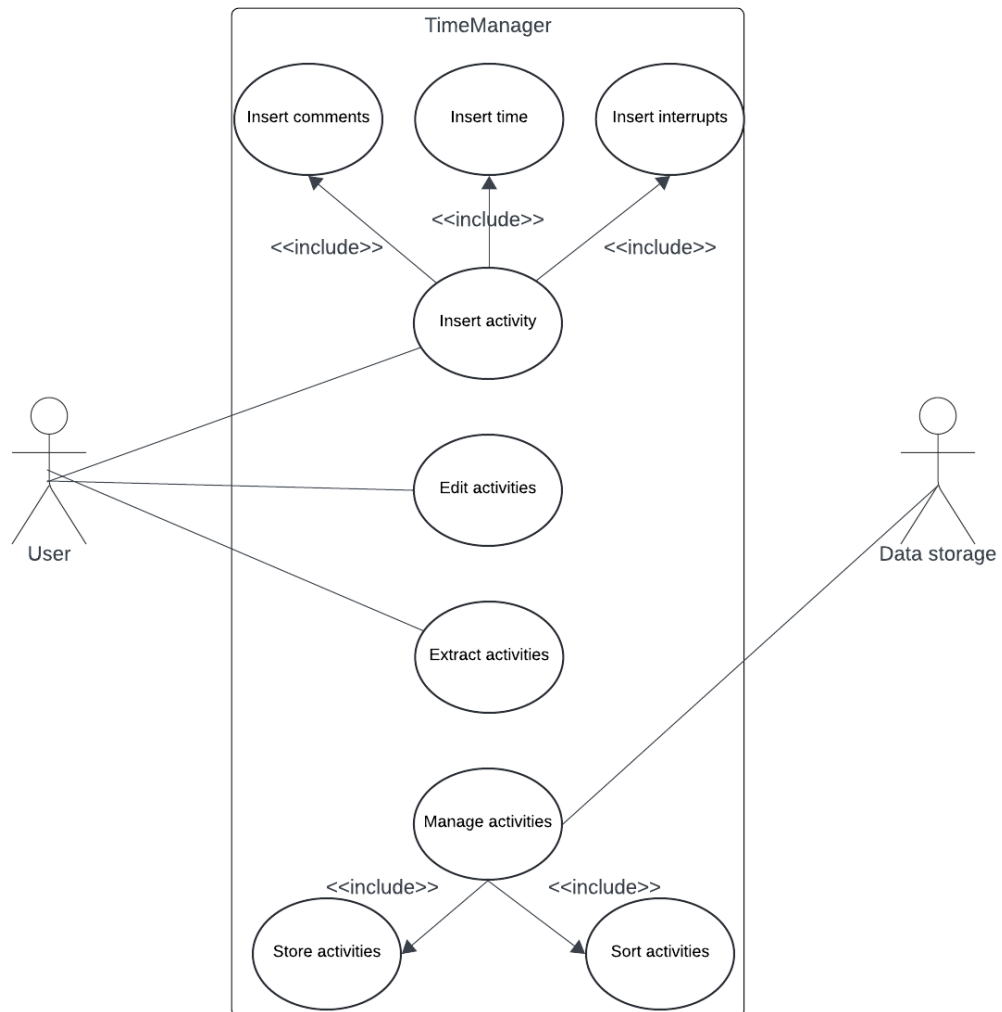 TimeManager
Insert comments
Insert time
Insert interrupts
<<include>>
<<include>>
<<include>>
Insert activity
Edit activities
User
Data storage
Extract activities
Manage activities
<<include>>
<<include>>
Store activities
Sort activities